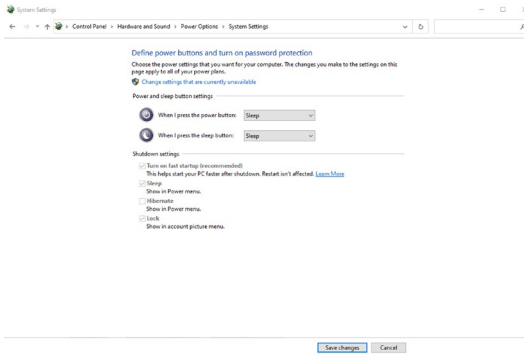 System Settings
Control Panel > Hardware and Sound > Power Options > System Settings
Define power buttons and turn on password protection
Choose the power settings that you want for your computer. The changes you make to the settings on this
page apply to all of your power plans.
Change settings that are currently unavailable
Power and sleep button settings
When I press the power button: Sleep
When I press the sleep button: Sleep
Shutdown settings
Turn on fast startup (recommended)
This helps start your PC faster after shutdown. Restart isn't affected. Learn More
Sleep
Show in Power menu.
Hibernate
Show in Power menu.
Lock
Show in account picture menu.
Save changes Cancel